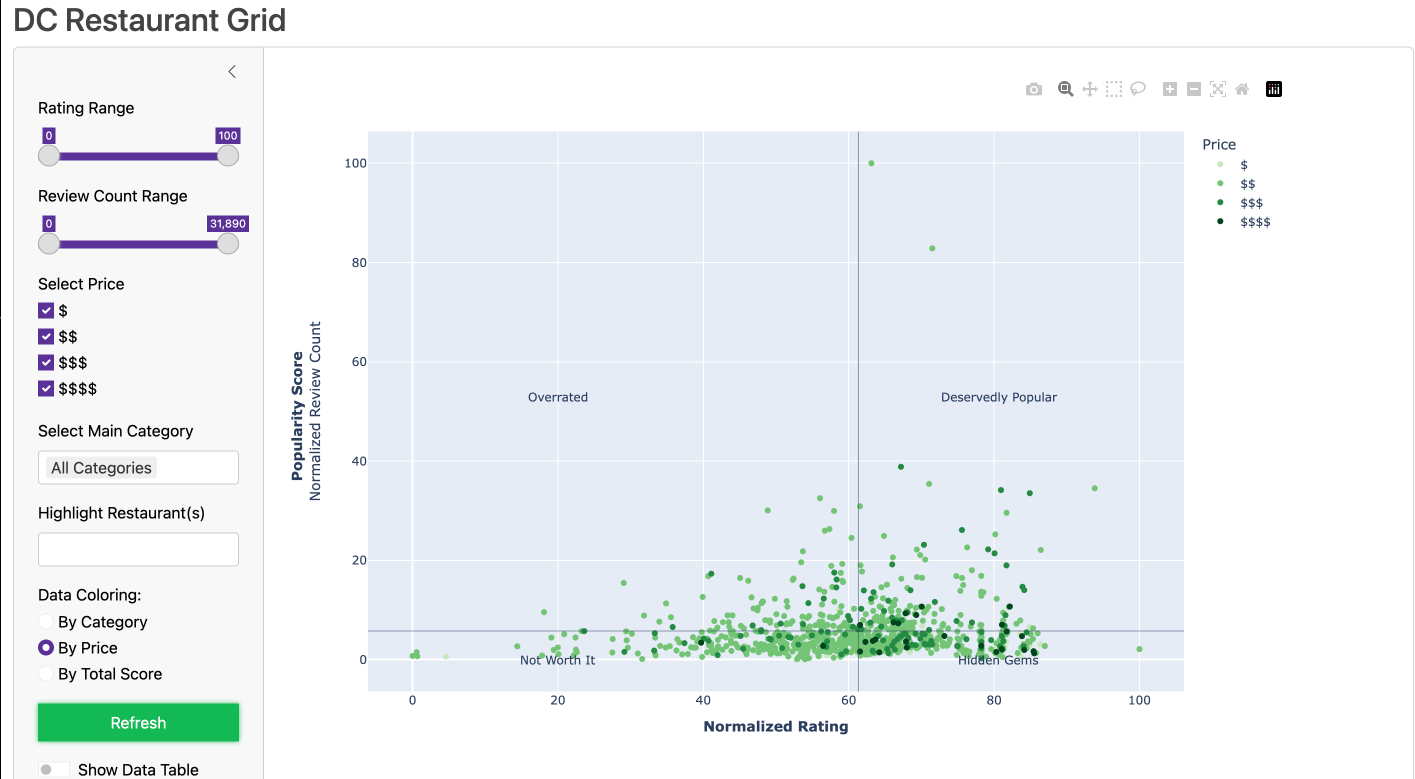 DC Restaurant Grid
Rating Range
0 100
Review Count Range
0 31,890
Select Price
$
$$
$$$
$$$$
Select Main Category
All Categories
Highlight Restaurant(s)
Data Coloring:
By Category
By Price
By Total Score
Refresh
Show Data Table
Popularity Score
Normalized Review Count
100
80
60
40
20
0
Overrated
Deservedly Popular
Not Worth It
Hidden Gems
0 20 40 60 80 100
Normalized Rating
Price
$
$$
$$$
$$$$